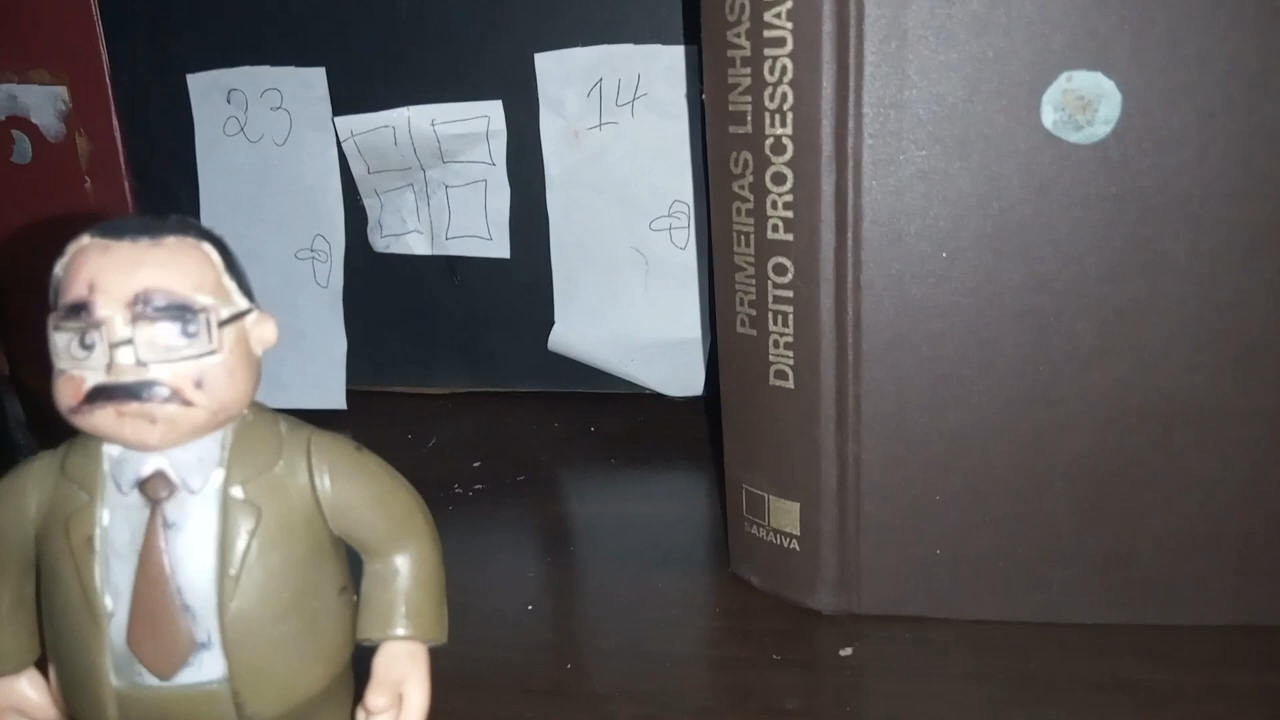 23
14
PRIMEIRAS LINHAS
DIREITO PROCESSUA
SARAIVA